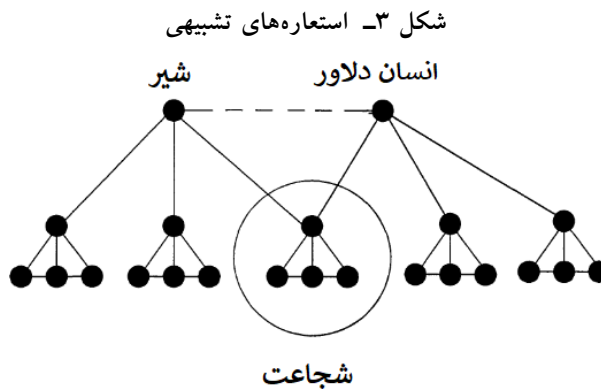 شکل ۳ـ استعاره‌های تشبیهی
انسان دلاور
شیر
شجاعت